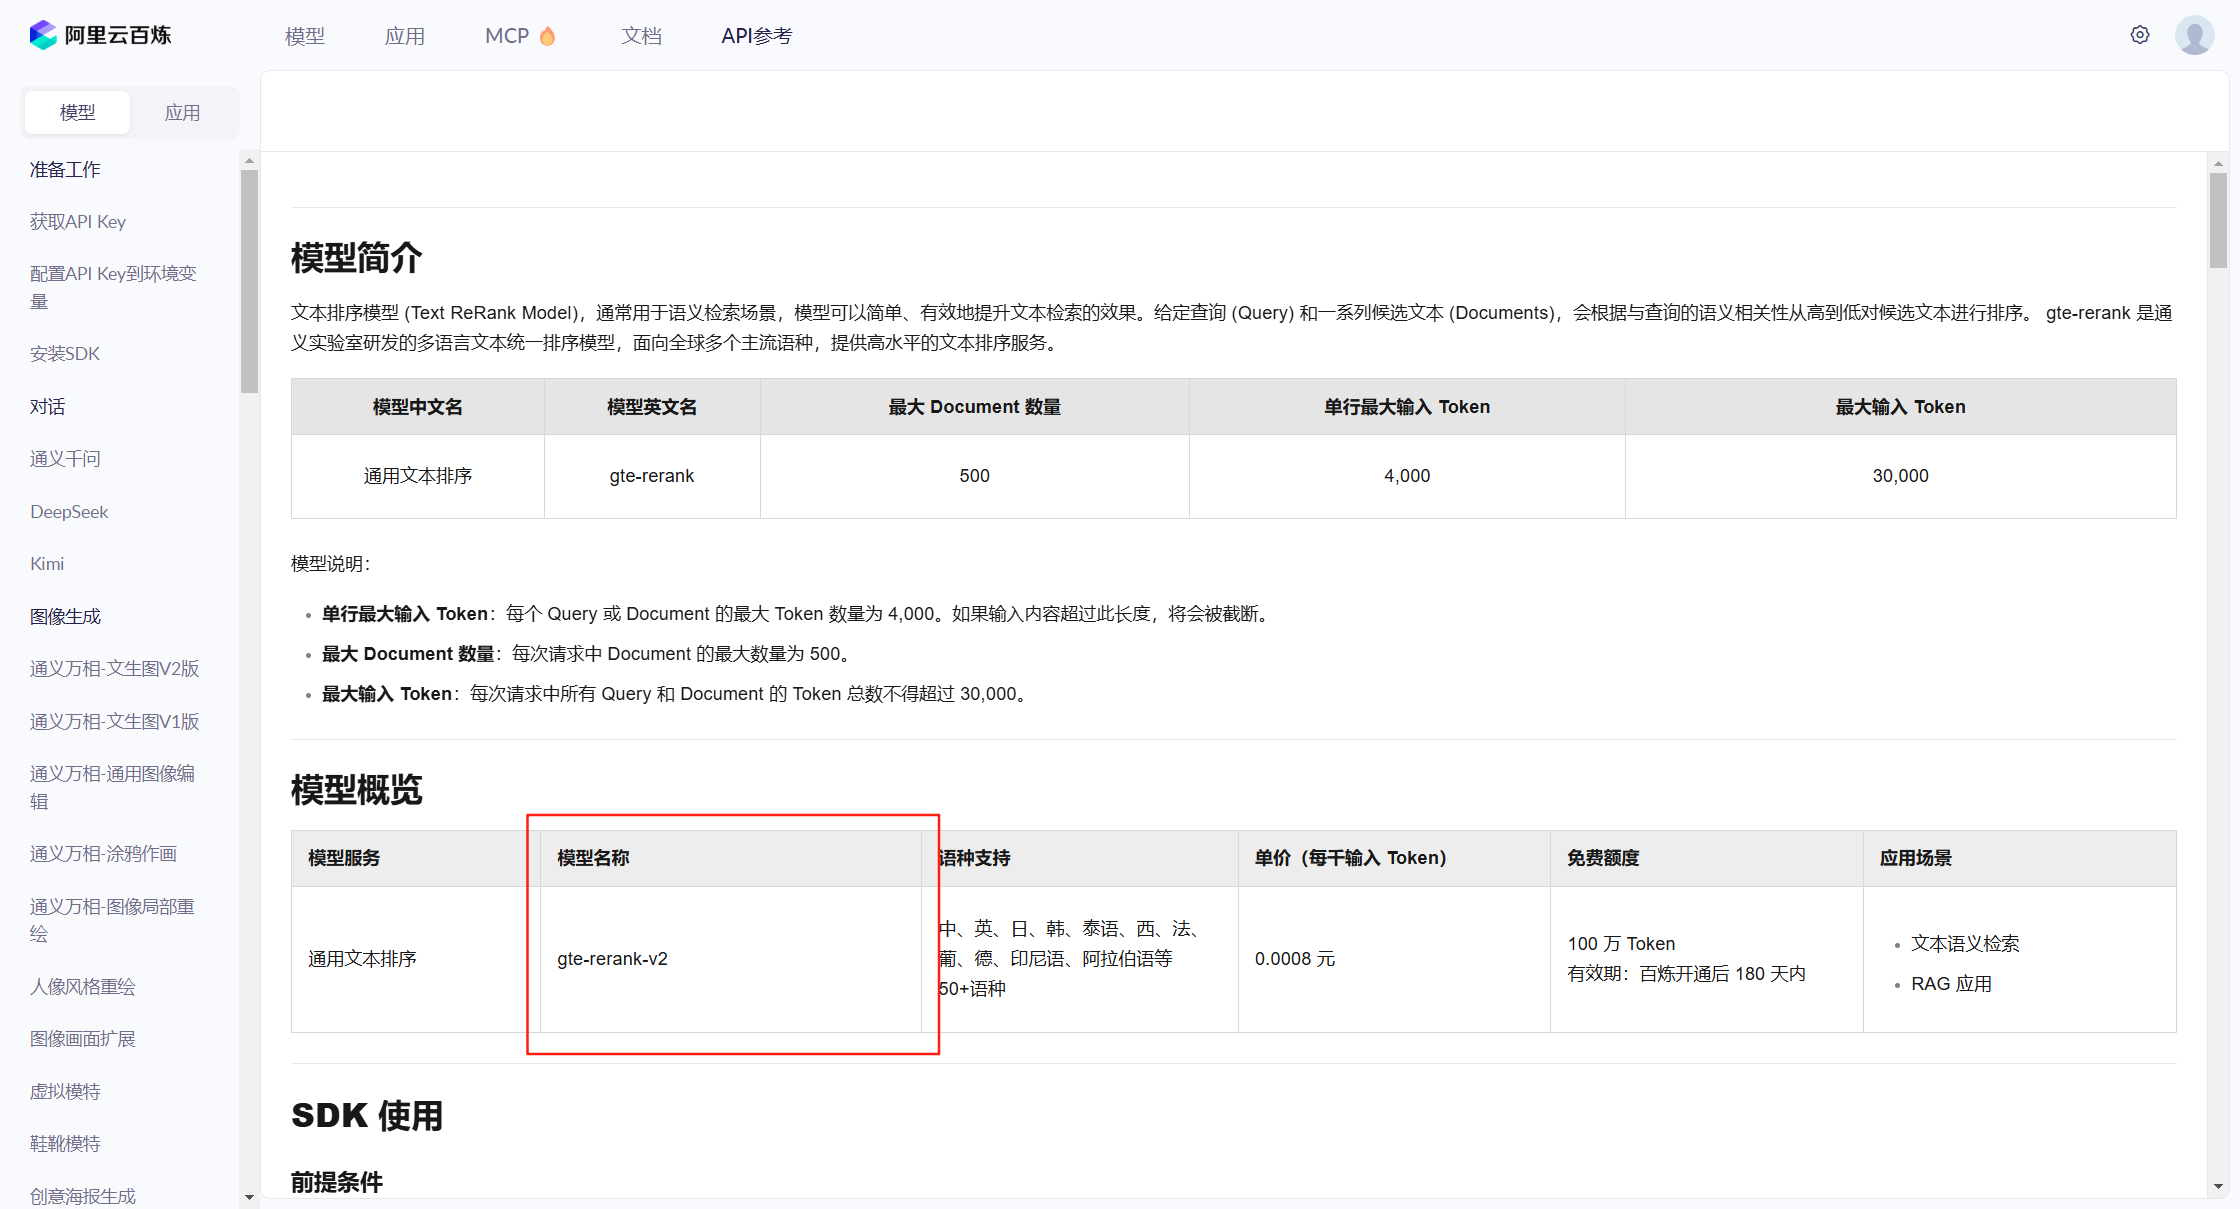 阿里云百炼
模型
应用
MCP
文档
API参考
模型
应用
准备工作
获取API Key
配置API Key到环境变
量
安装SDK
对话
通义千问
DeepSeek
Kimi
图像生成
通义万相-文生图V2版
通义万相-文生图V1版
通义万相-通用图像编
辑
通义万相-涂鸦作画
通义万相-图像局部重
绘
人像风格重绘
图像画面扩展
虚拟模特
鞋靴模特
创意海报生成
模型简介
文本排序模型 (Text ReRank Model)，通常用于语义检索场景，模型可以简单、有效地提升文本检索的效果。给定查询 (Query) 和一系列候选文本 (Documents)，会根据与查询的语义相关性从高到低对候选文本进行排序。 gte-rerank 是通
义实验室研发的多语言文本统一排序模型，面向全球多个主流语种，提供高水平的文本排序服务。
模型中文名 模型英文名 最大 Document 数量 单行最大输入 Token 最大输入 Token
通用文本排序 gte-rerank 500 4,000 30,000
模型说明：
单行最大输入 Token：每个 Query 或 Document 的最大 Token 数量为 4,000。如果输入内容超过此长度，将会被截断。
最大 Document 数量：每次请求中 Document 的最大数量为 500。
最大输入 Token：每次请求中所有 Query 和 Document 的 Token 总数不得超过 30,000。
模型概览
模型服务 模型名称 语种支持 单价（每千输入 Token） 免费额度 应用场景
通用文本排序
gte-rerank-v2
中、英、日、韩、泰语、西、法、
葡、德、印尼语、阿拉伯语等
50+语种
0.0008 元
100 万 Token
有效期：百炼开通后 180 天内
文本语义检索
RAG 应用
SDK 使用
前提条件